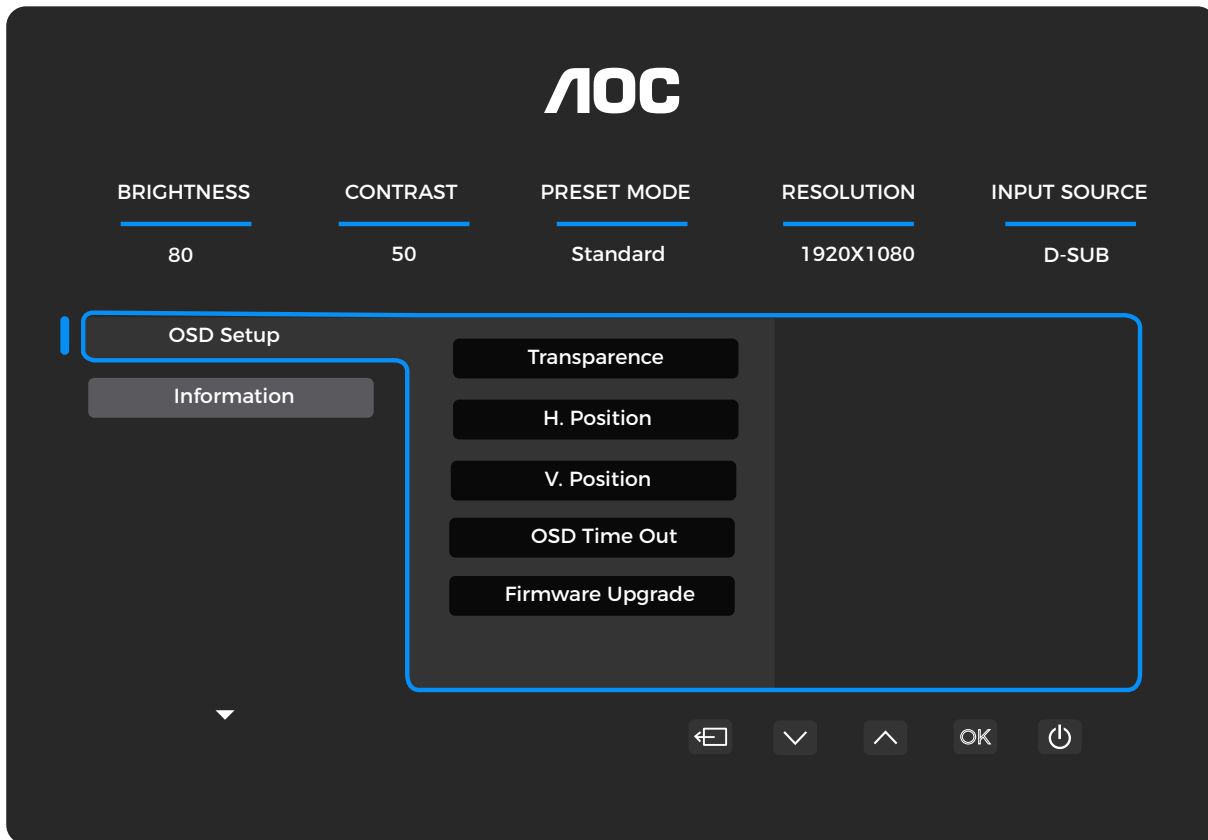 AOC
BRIGHTNESS CONTRAST PRESET MODE RESOLUTION INPUT SOURCE
80 50 Standard 1920X1080 D-SUB
OSD Setup
Transparence
Information
H. Position
V. Position
OSD Time Out
Firmware Upgrade
OK